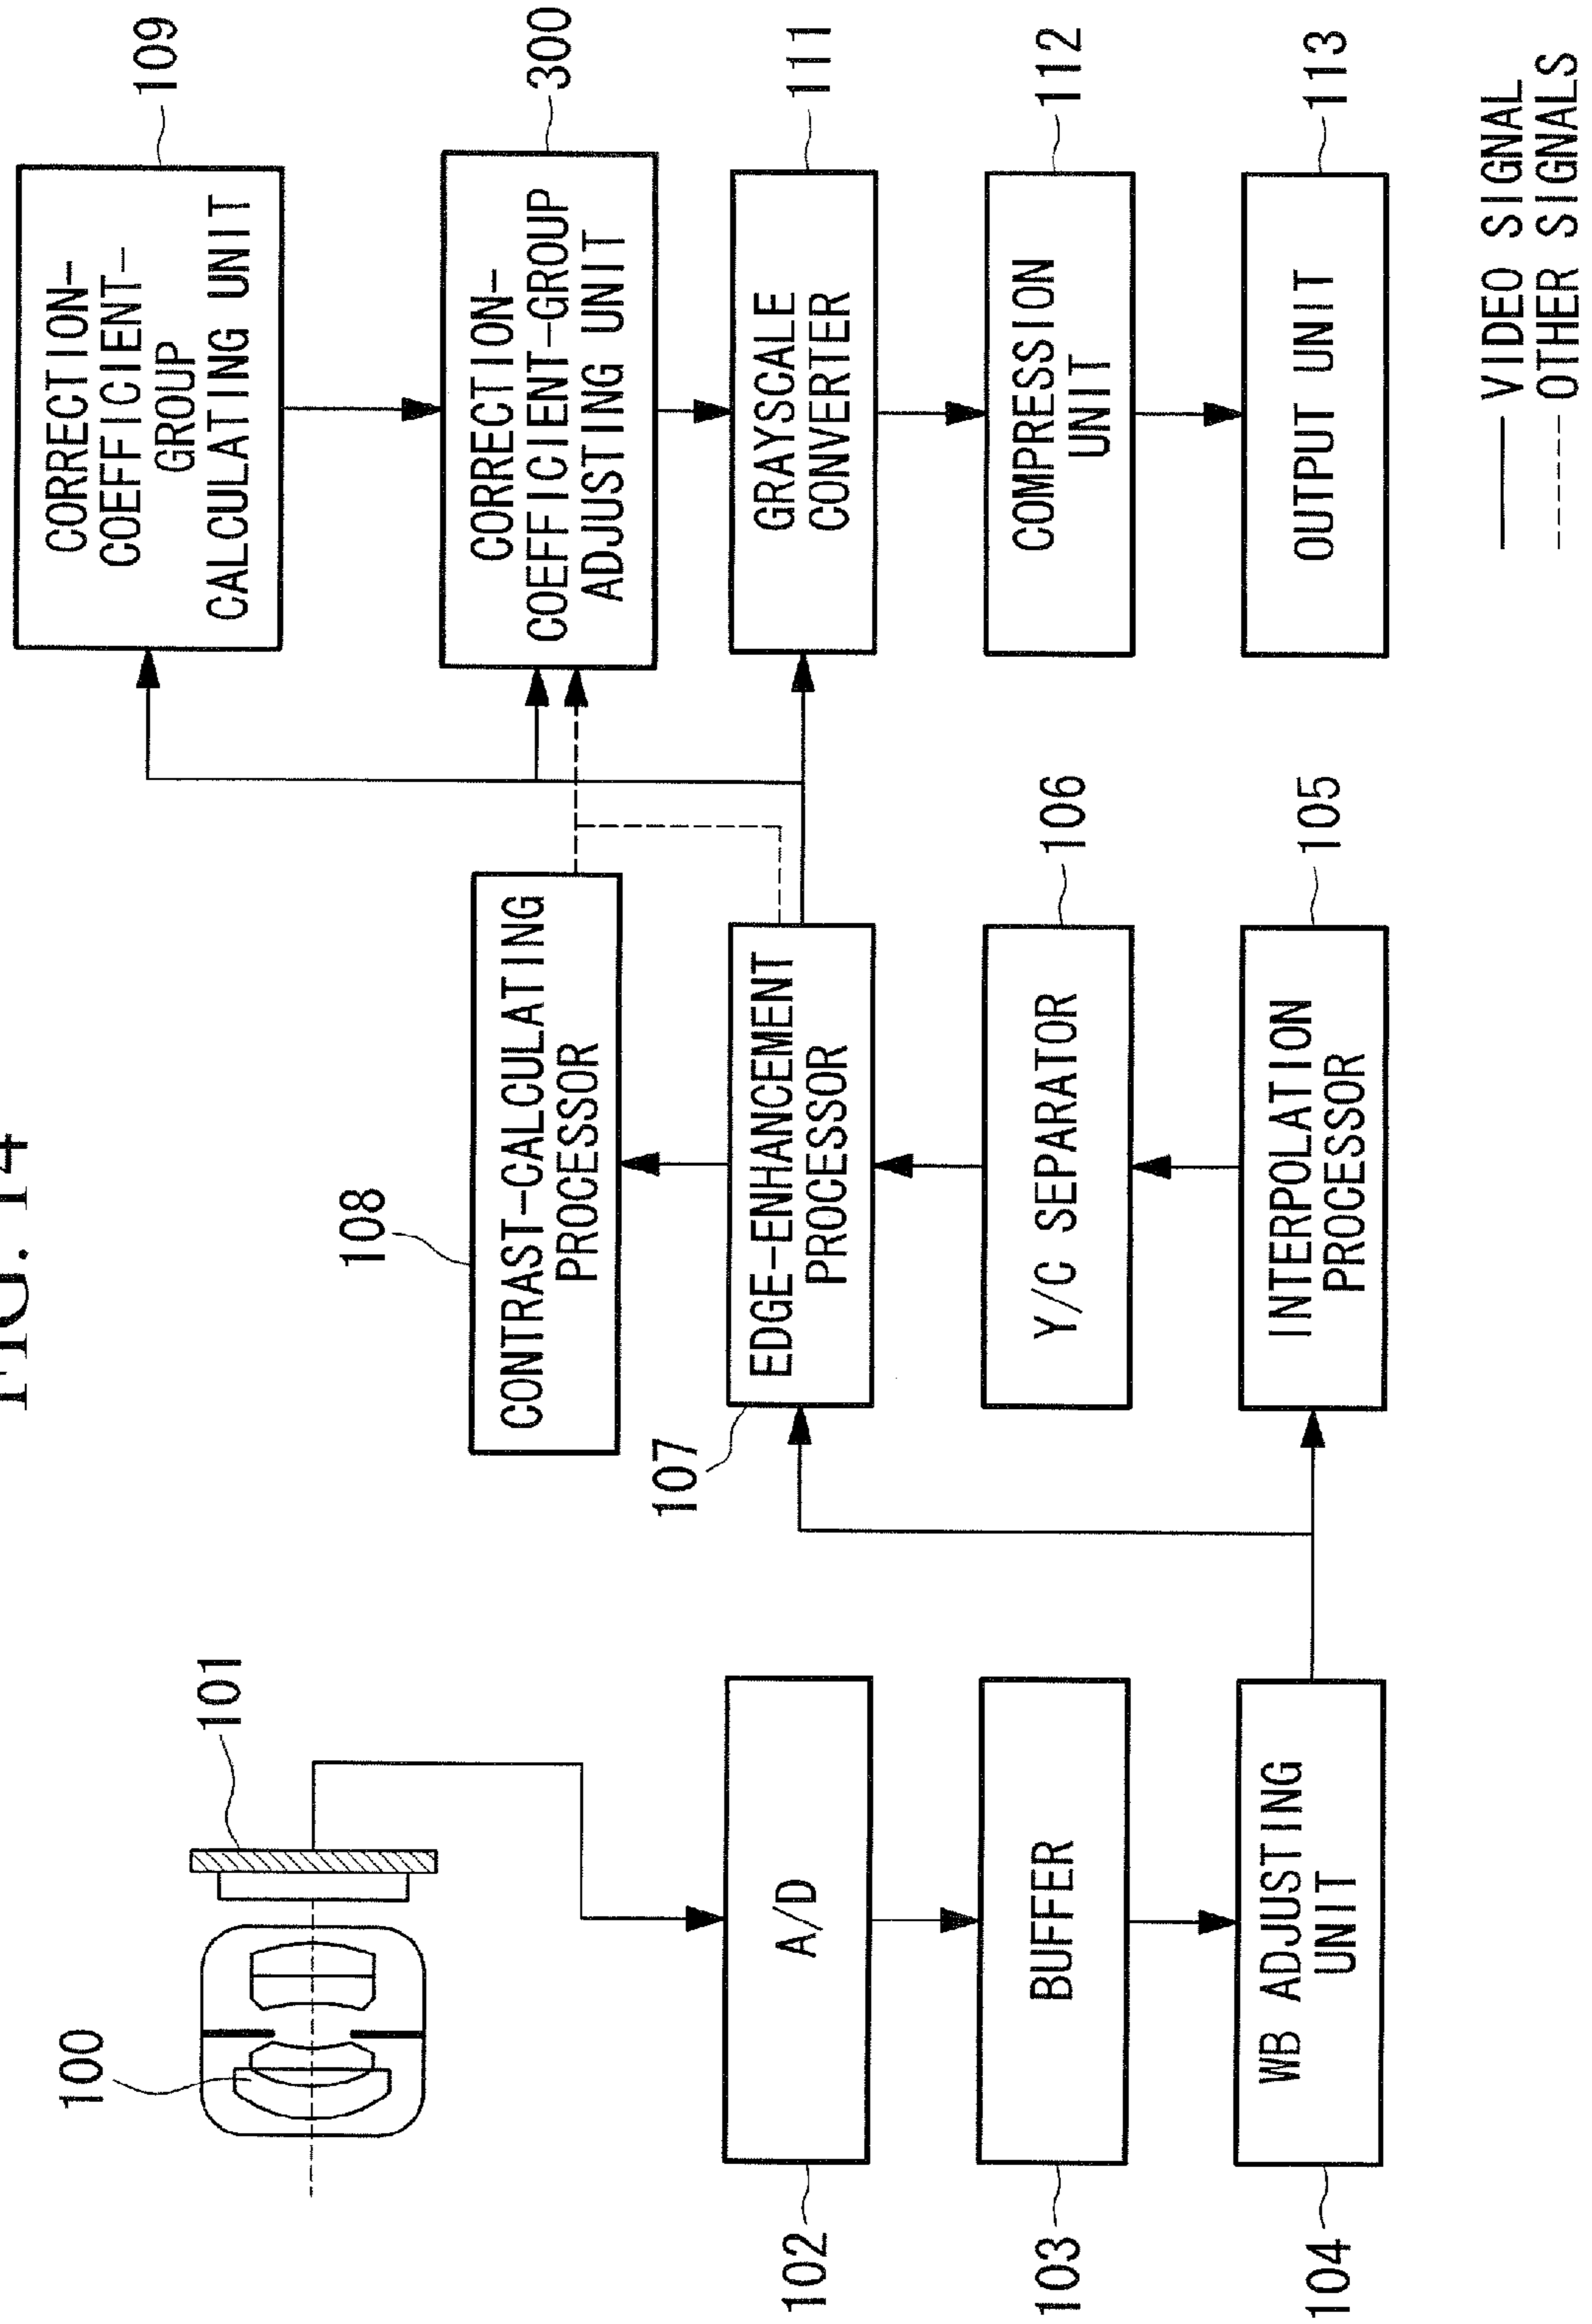 FIG. 14
100
101
102
A/D
103
BUFFER
104
WB ADJUSTING
UNIT
108
CONTRAST-CALCULATING
PROCESSOR
107
EDGE-ENHANCEMENT
PROCESSOR
Y/C SEPARATOR
106
INTERPOLATION
PROCESSOR
105
CORRECTION-
COEFFICIENT-
GROUP
CALCULATING UNIT
109
CORRECTION-
COEFFICIENT-GROUP
ADJUSTING UNIT
300
GRAYSCALE
CONVERTER
111
COMPRESSION
UNIT
112
OUTPUT UNIT
113
VIDEO SIGNAL
OTHER SIGNALS